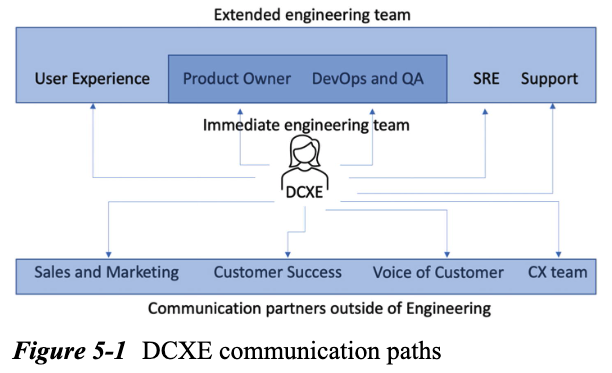 Extended engineering team
User Experience Product Owner DevOps and QA SRE Support
Immediate engineering team
DCXE
Sales and Marketing Customer Success Voice of Customer CX team
Communication partners outside of Engineering
Figure 5-1 DCXE communication paths